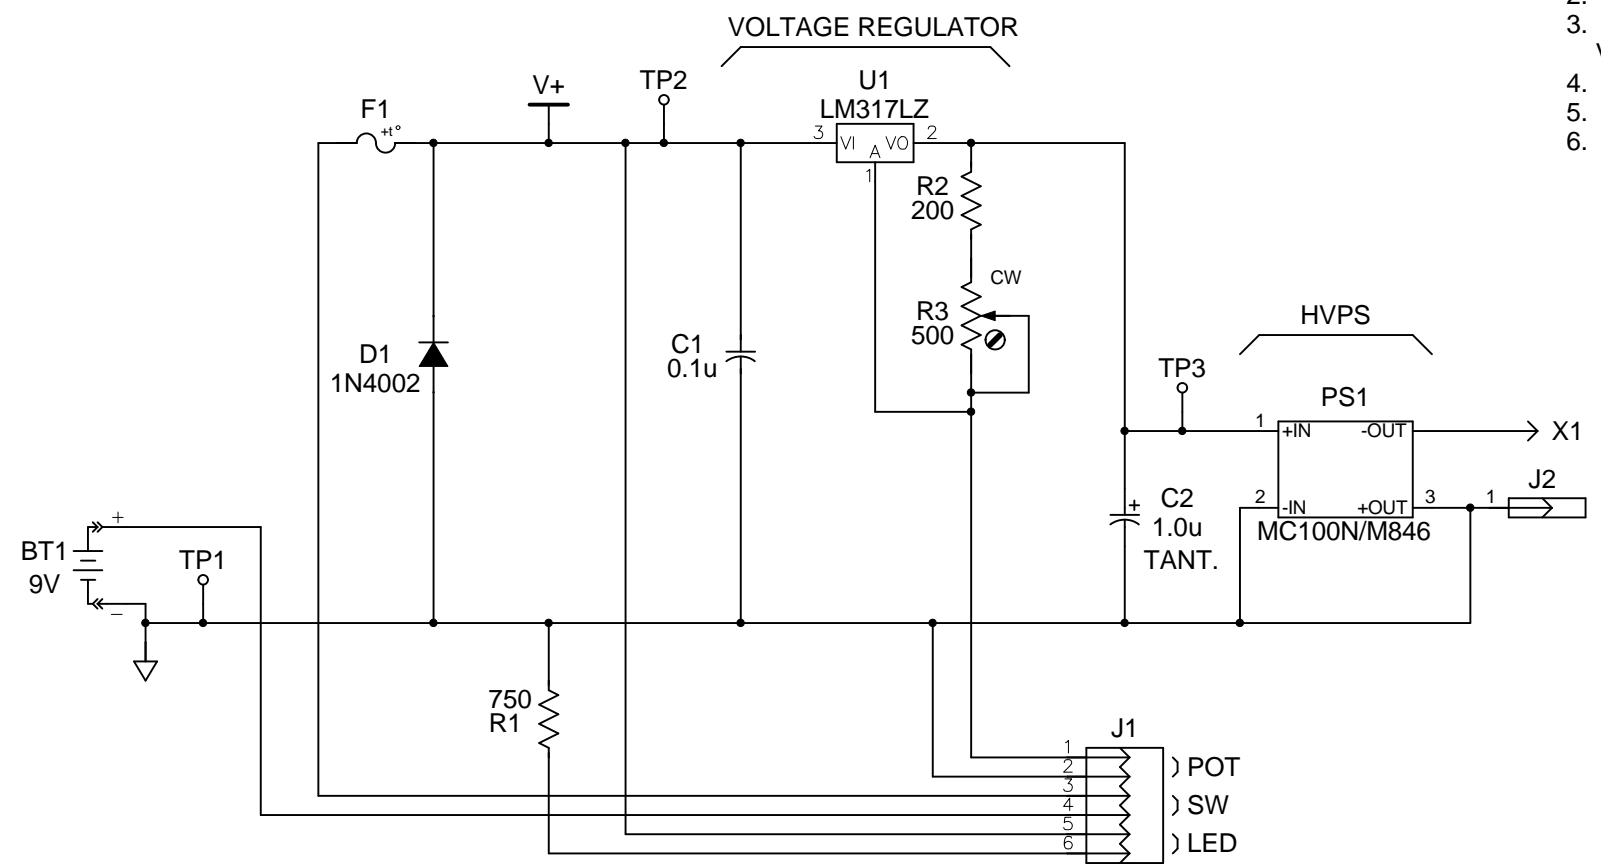 2.
3.
4.
5.
6.
VOLTAGE REGULATOR
U1
LM317LZ
3
VI
A
VO
2
1
F1
+t°
V+
TP2
R2
200
CW
R3
500
D1
1N4002
C1
0.1u
HVPS
TP3
PS1
1
+IN
-OUT
X1
2
-IN
+OUT
3
1
J2
MC100N/M846
+
C2
1.0u
TANT.
+
BT1
9V
–
TP1
750
R1
J1
1
2
3
4
5
6
POT
SW
LED